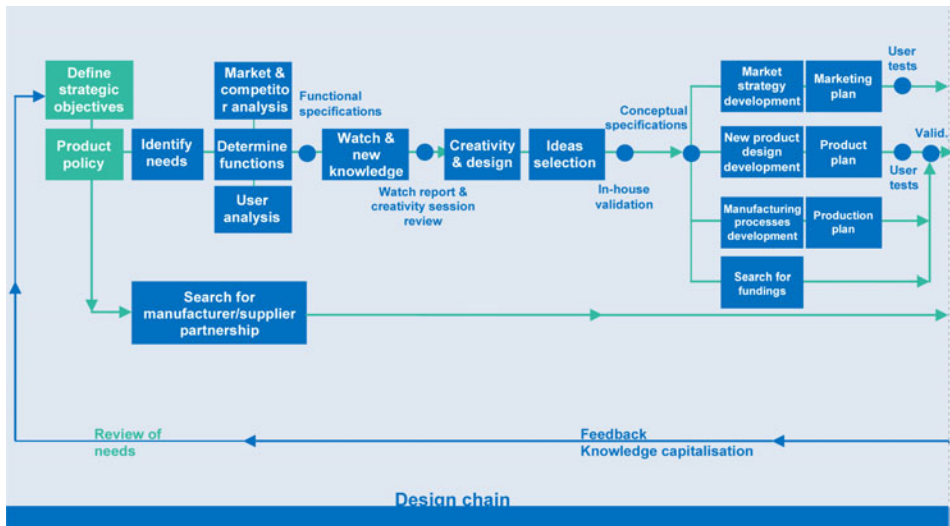 Define
strategic
objectives
Product
policy
Identify
needs
Market &
competito
r analysis
Determine
functions
User
analysis
Functional
specifications
Watch &
new
knowledge
Watch report &
creativity session
review
Creativity
& design
Ideas
selection
In-house
validation
Conceptual
specifications
Market
strategy
development
Marketing
plan
User
tests
New product
design
development
Product
plan
User
tests
Valid.
Manufacturing
processes
development
Production
plan
Search for
fundings
Search for
manufacturer/supplier
partnership
Review of
needs
Feedback
Knowledge capitalisation
Design chain